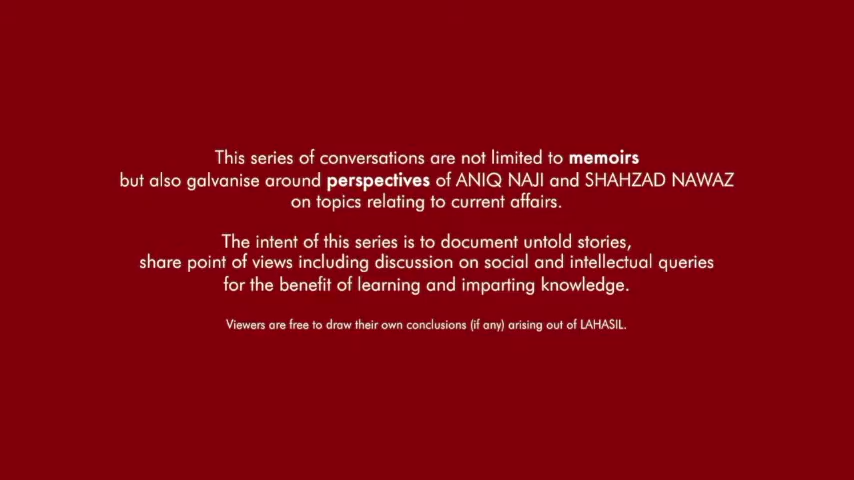 This series of conversations are not limited to memoirs
but also galvanise around perspectives of ANIQ NAJI and SHAHZAD NAWAZ
on topics relating to current affairs.
The intent of this series is to document untold stories,
share point of views including discussion on social and intellectual queries
for the benefit of learning and imparting knowledge.
Viewers are free to draw their own conclusions (if any) arising out of LAHASIL.